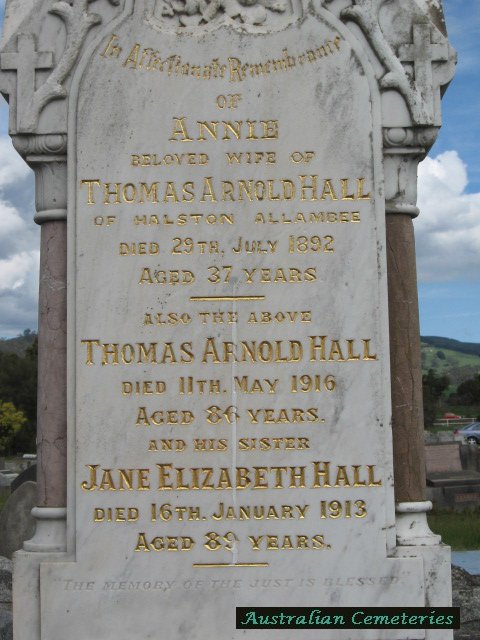 In Affectionate Remembrance
OF
ANNIE
BELOVED WIFE OF
THOMAS ARNOLD HALL
OF HALSTON ALLAMBEE
DIED 29TH. JULY 1892
AGED 37 YEARS
ALSO THE ABOVE
THOMAS ARNOLD HALL
DIED 11TH. MAY 1916
AGED 86 YEARS.
AND HIS SISTER
JANE ELIZABETH HALL
DIED 16TH. JANUARY 1913
AGED 89 YEARS.
THE MEMORY OF THE JUST IS BLESSED
Australian Cemeteries